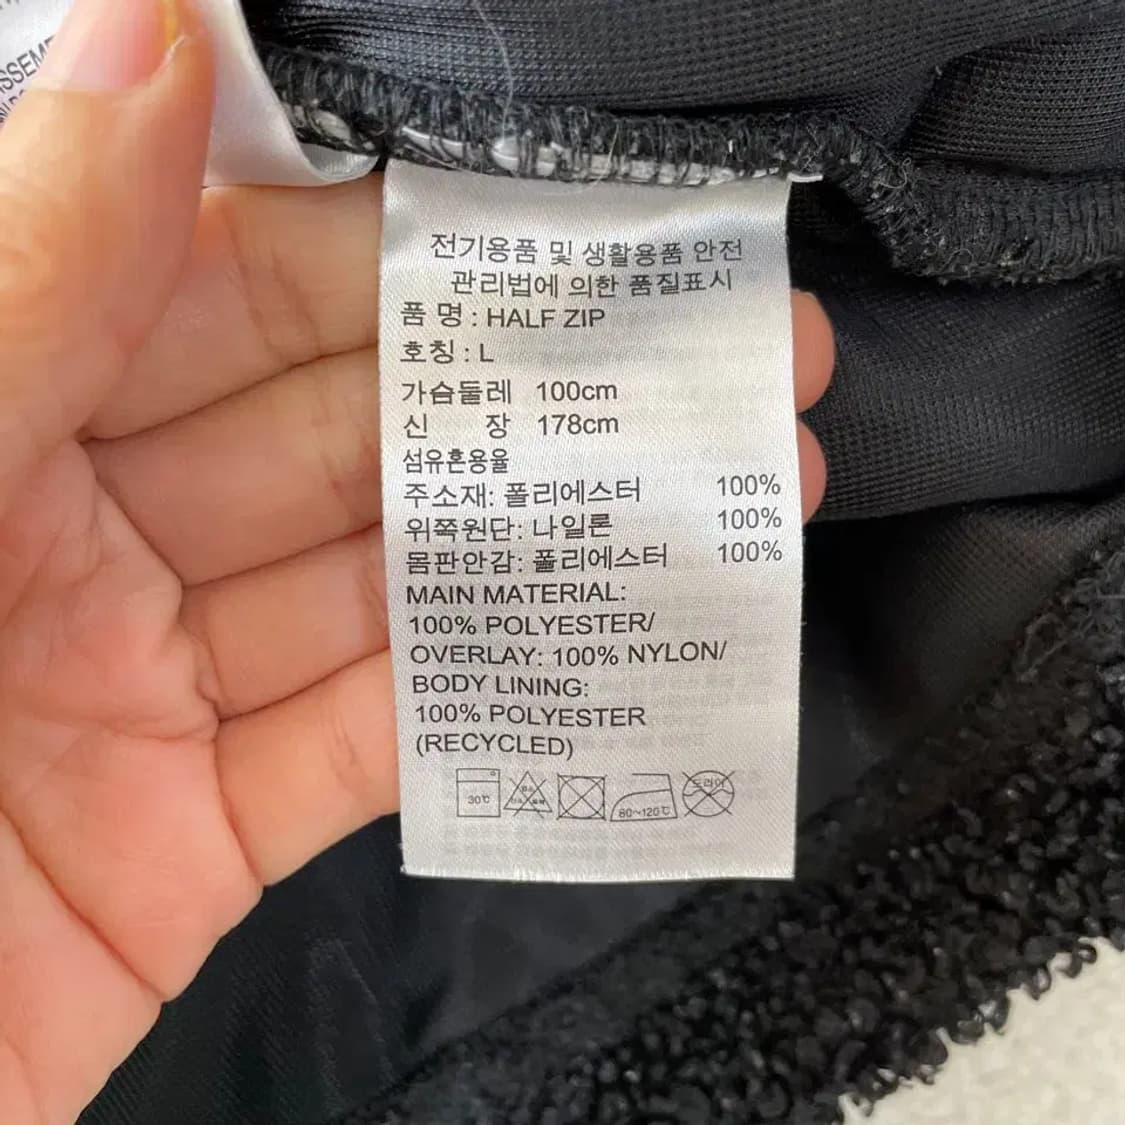 전기용품 및 생활용품 안전
관리법에 의한 품질표시
품 명 : HALF ZIP
호칭 : L
가슴둘레 100cm
신 장 178cm
섬유혼용율
주소재: 폴리에스터 100%
위쪽원단: 나일론 100%
몸판안감: 폴리에스터 100%
MAIN MATERIAL:
100% POLYESTER/
OVERLAY: 100% NYLON/
BODY LINING:
100% POLYESTER
(RECYCLED)
30℃
80~120℃
드라이